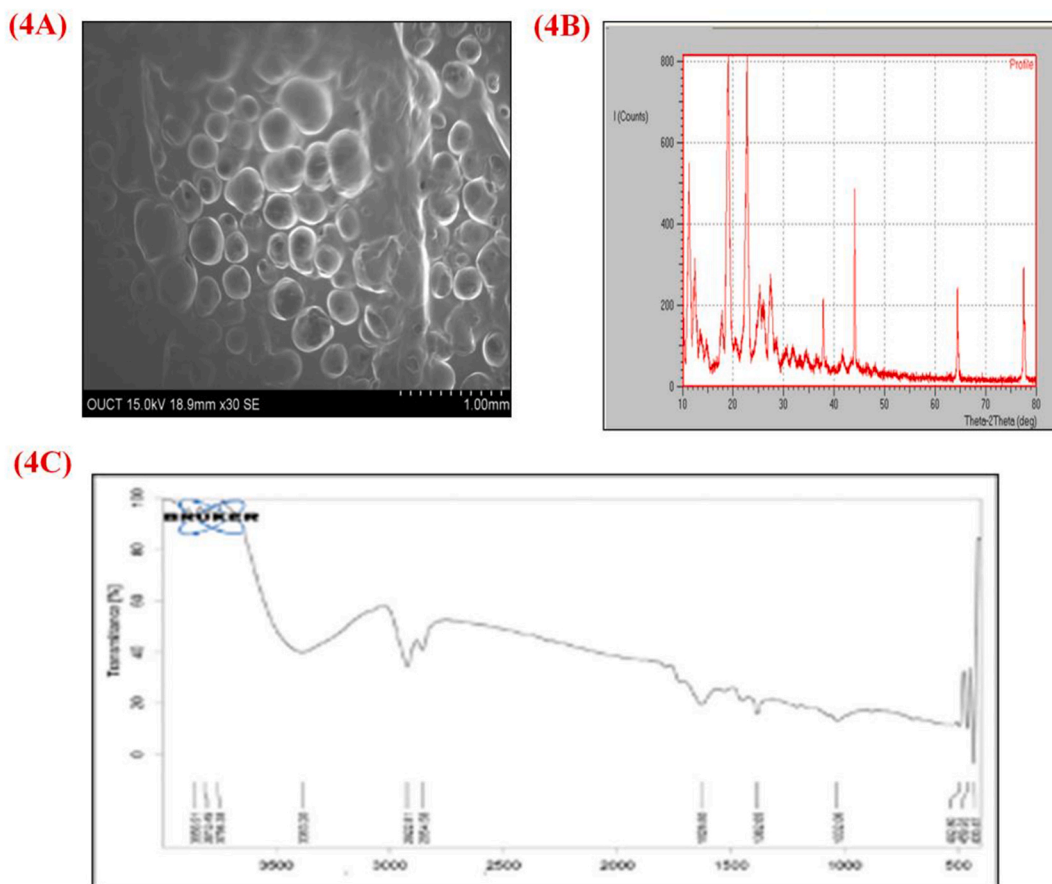 (4A)
OUCT 15.0kV 18.9mm x30 SE
1.00mm
(4B)
Profile
I (Counts)
800
600
400
200
0
10 20 30 40 50 60 70 80
Theta-2Theta (deg)
(4C)
BRUKER
Transmittance [%]
100
80
60
40
20
0
3500 3000 2500 2000 1500 1000 500